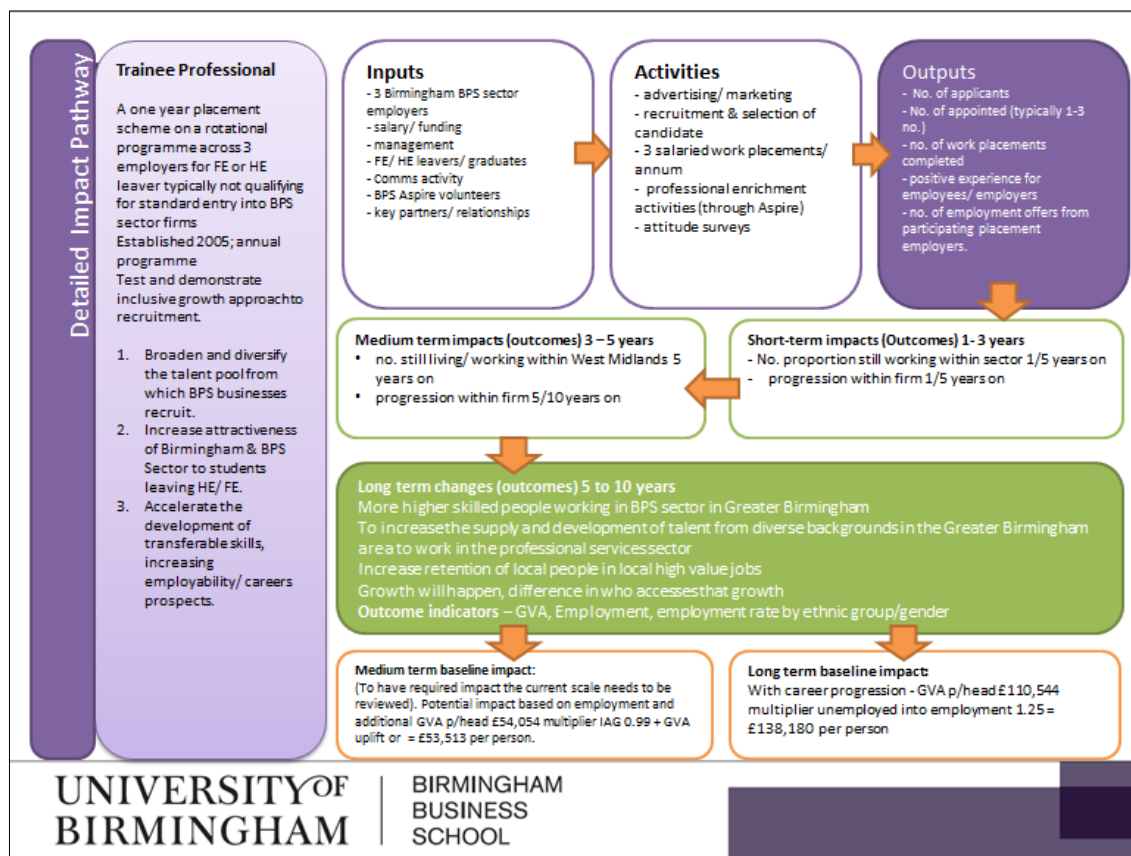 Detailed Impact Pathway
Trainee Professional
A one year placement
scheme on a rotational
programme across 3
employers for FE or HE
leaver typically not qualifying
for standard entry into BPS
sector firms
Established 2005; annual
programme
Test and demonstrate
inclusive growth approachto
recruitment.
1. Broaden and diversify
the talent pool from
which BPS businesses
recruit.
2. Increase attractiveness
of Birmingham & BPS
Sector to students
leaving HE/ FE.
3. Accelerate the
development of
transferable skills,
increasing
employability/ careers
prospects.
Inputs
- 3 Birmingham BPS sector
employers
- salary/ funding
- management
- FE/ HE leavers/ graduates
- Comms activity
- BPS Aspire volunteers
- key partners/ relationships
Activities
- advertising/ marketing
- recruitment & selection of
candidate
- 3 salaried work placements/
annum
- professional enrichment
activities (through Aspire)
- attitude surveys
Outputs
- No. of applicants
- No. of appointed (typically 1-3
no.)
- no. of work placements
completed
- positive experience for
employees/ employers
- no. of employment offers from
participating placement
employers.
Short-term impacts (Outcomes) 1- 3 years
- No. proportion still working within sector 1/5 years on
- progression within firm 1/5 years on
Medium term impacts (outcomes) 3 – 5 years
• no. still living/ working within West Midlands 5
years on
• progression within firm 5/10 years on
Long term changes (outcomes) 5 to 10 years
More higher skilled people working in BPS sector in Greater Birmingham
To increasethe supply and development of talent from diverse backgrounds in the Greater Birmingham
area to work in the professional services sector
Increase retention of local people in local high value jobs
Growth will happen, difference in who accesses that growth
Outcome indicators – GVA, Employment, employment rate by ethnic group/gender
Medium term baseline impact:
(To have required impact the current scale needs to be
reviewed). Potential impact based on employment and
additional GVA p/head £54,054 multiplier IAG 0.99 + GVA
uplift or = £53,513 per person.
Long term baseline impact:
With career progression - GVA p/head £110,544
multiplier unemployed into employment 1.25 =
£138,180 per person
UNIVERSITY OF
BIRMINGHAM
BIRMINGHAM
BUSINESS
SCHOOL